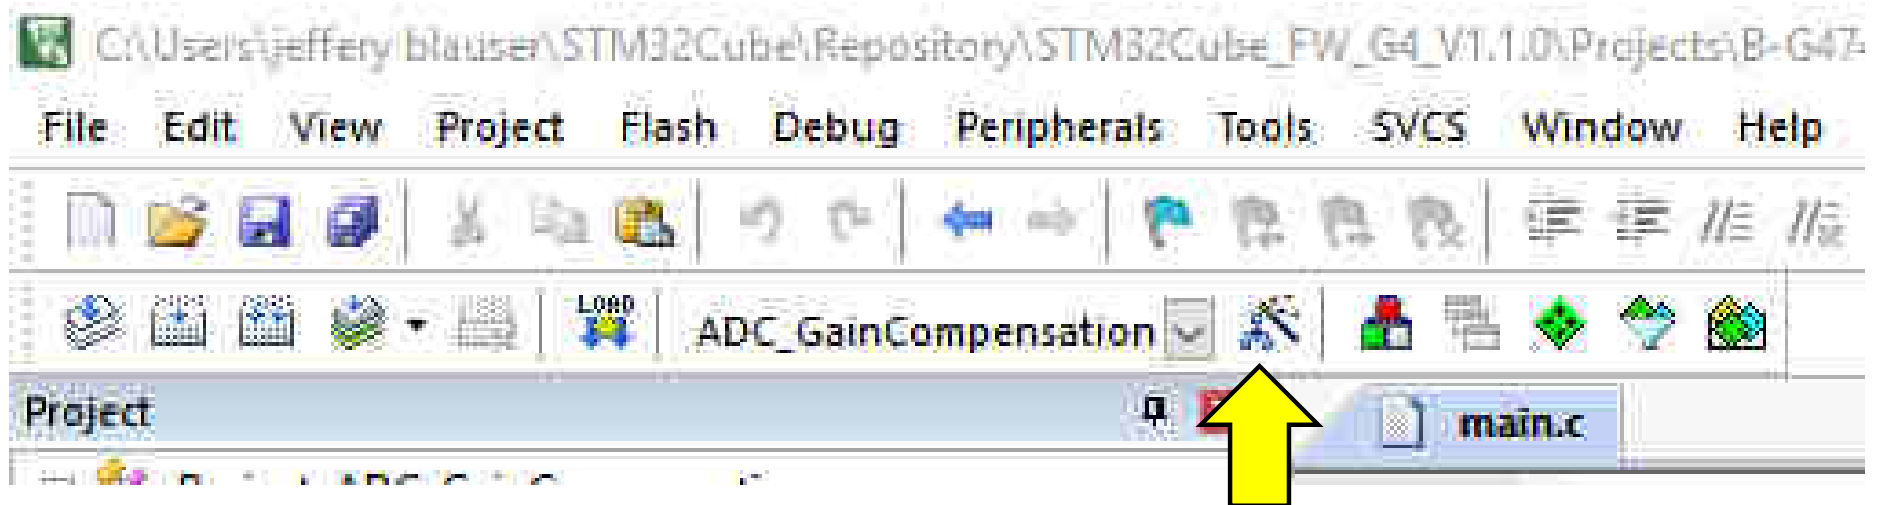 C:\Users\jeffery blauser\STM32Cube\Repository\STM32Cube_FW_G4_V1.1.0\Projects\B-G47
File Edit View Project Flash Debug Peripherals Tools SVCS Window Help
LOAD ADC_GainCompensation
Project main.c